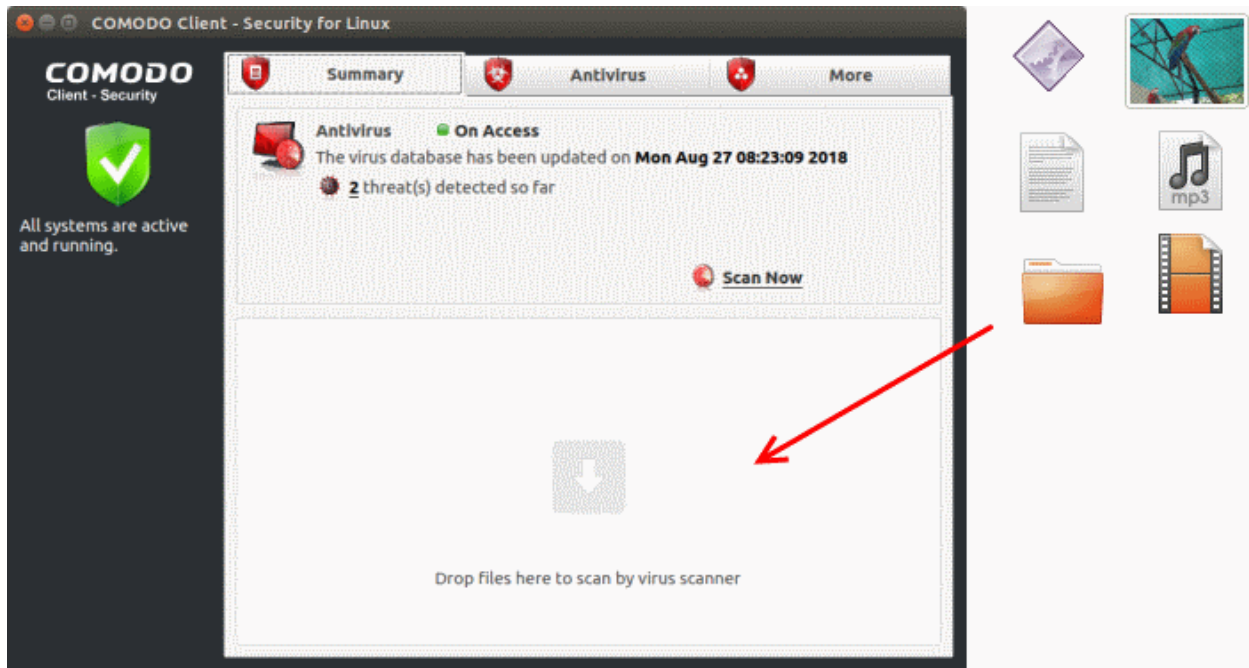 COMODO Client - Security for Linux
COMODO
Client - Security
All systems are active
and running.
Summary
Antivirus
More
Antivirus On Access
The virus database has been updated on Mon Aug 27 08:23:09 2018
2 threat(s) detected so far
Scan Now
Drop files here to scan by virus scanner
mp3